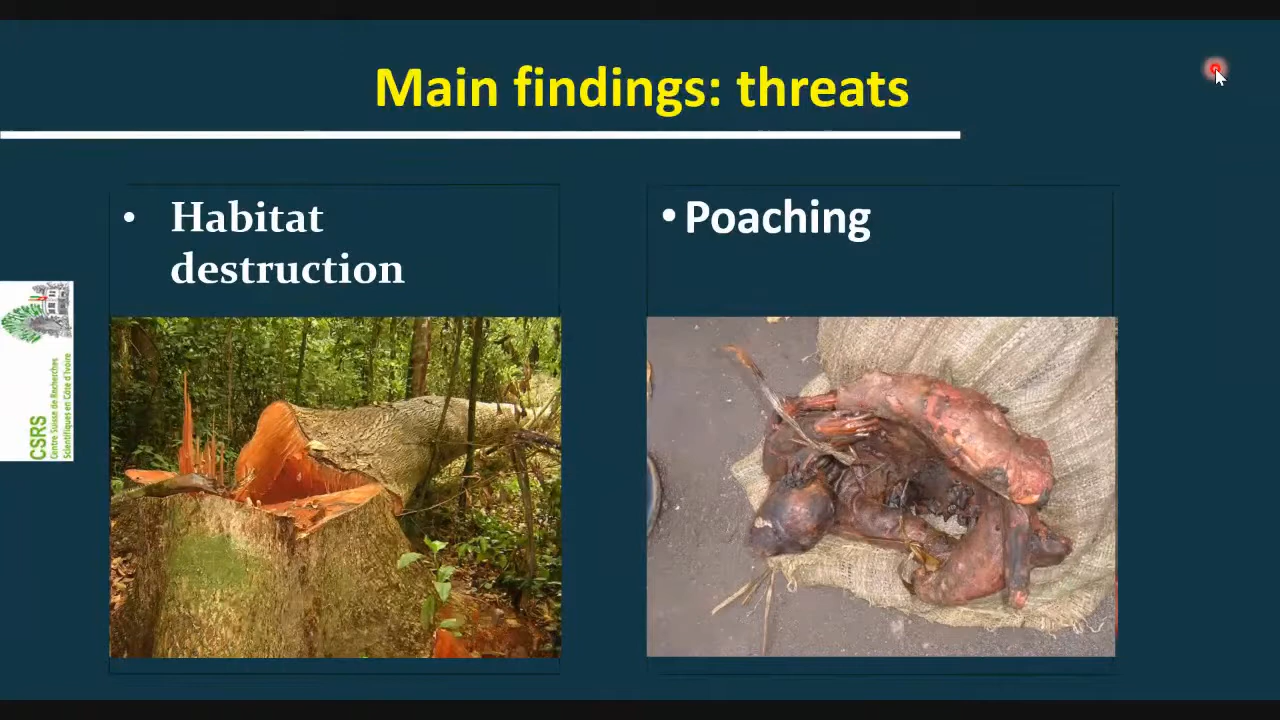 Main findings: threats
• Habitat
destruction
• Poaching
CSRS
Centre Suisse de Recherches
Scientifiques en Côte d'Ivoire